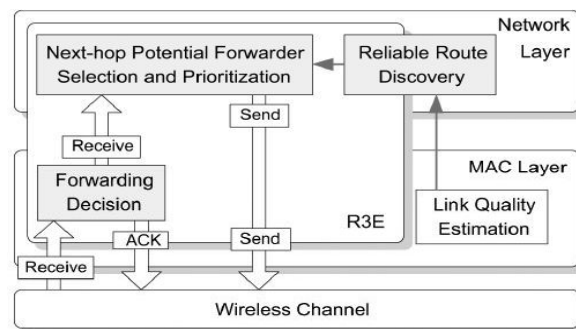 Network
Layer
Next-hop Potential Forwarder
Selection and Prioritization
Reliable Route
Discovery
Send
Receive
MAC Layer
Forwarding
Decision
Link Quality
Estimation
R3E
ACK
Send
Receive
Wireless Channel